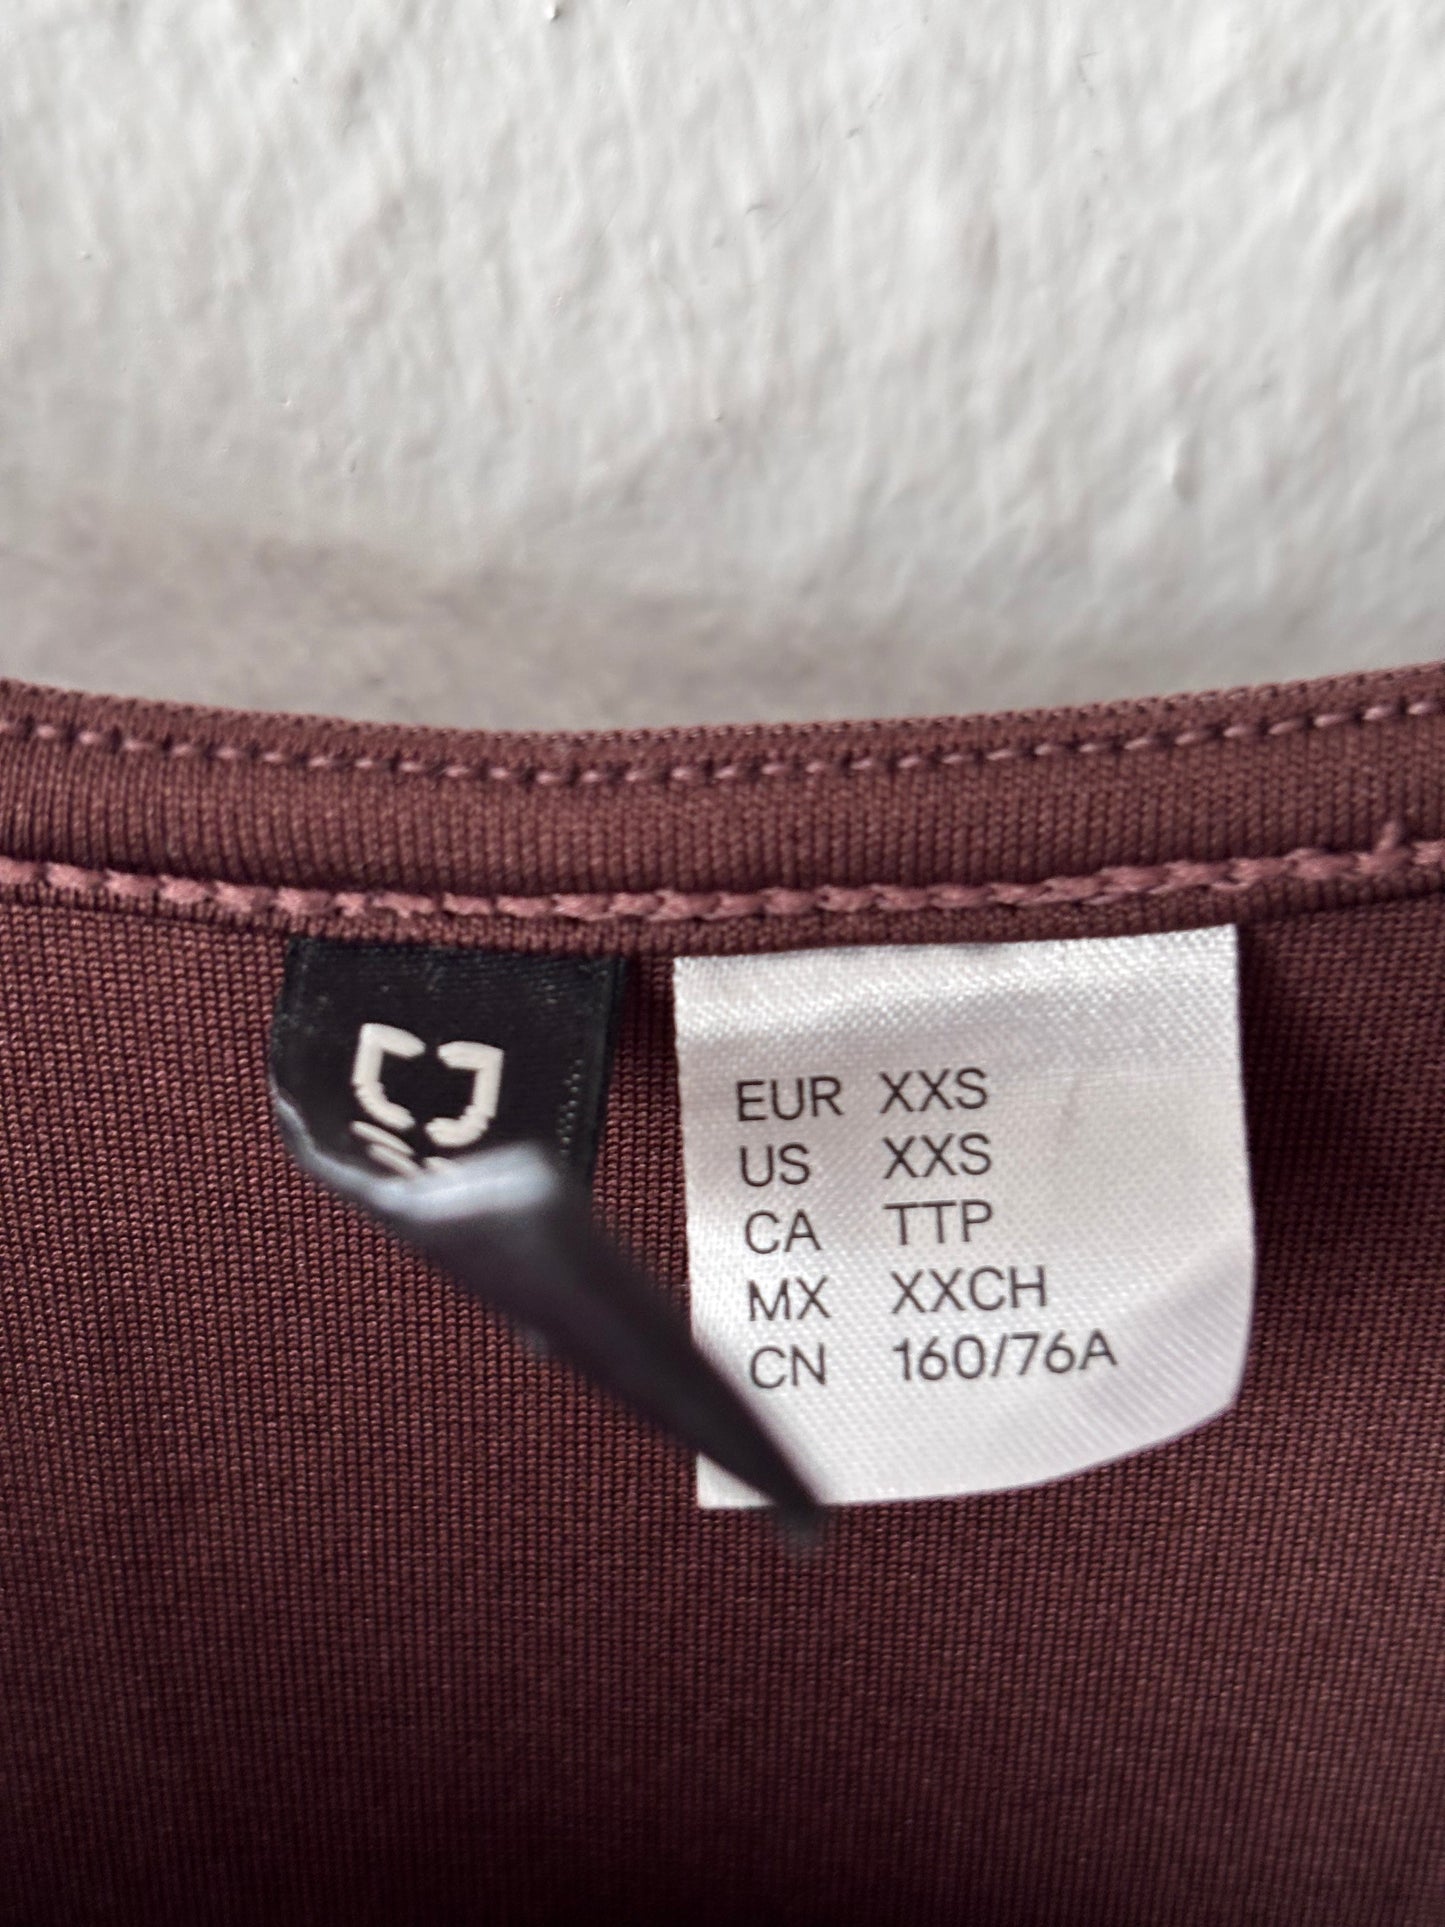 EUR XXS
US XXS
CA TTP
MX XXCH
CN 160/76A